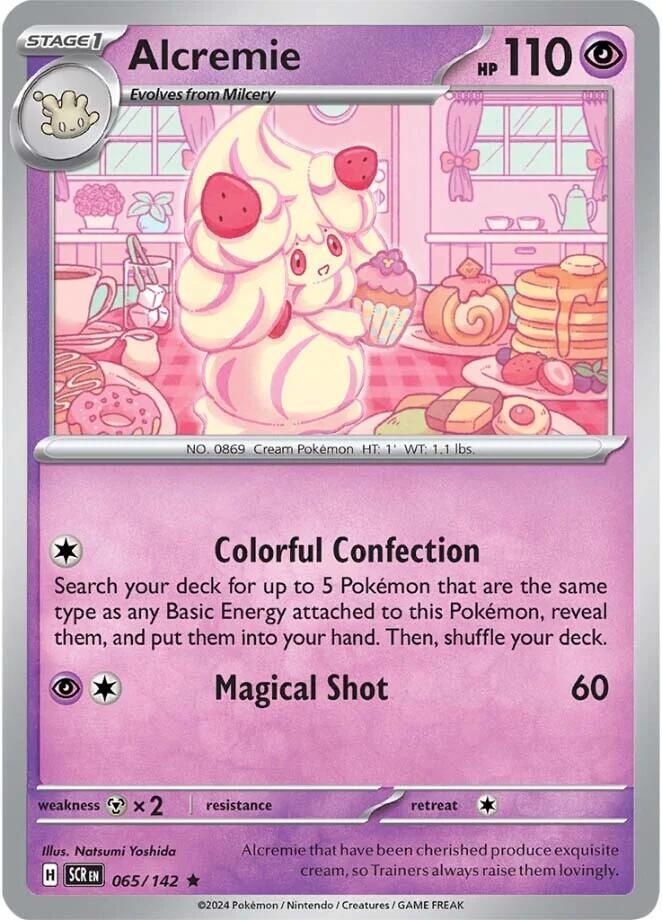 STAGE 1
Alcremie
HP 110
Evolves from Milcery
NO. 0869 Cream Pokémon HT: 1' WT: 1.1 lbs.
Colorful Confection
Search your deck for up to 5 Pokémon that are the same
type as any Basic Energy attached to this Pokémon, reveal
them, and put them into your hand. Then, shuffle your deck.
Magical Shot 60
weakness ×2 resistance retreat
Illus. Natsumi Yoshida
H SCR EN 065/142 ★
Alcremie that have been cherished produce exquisite
cream, so Trainers always raise them lovingly.
©2024 Pokémon / Nintendo / Creatures / GAME FREAK